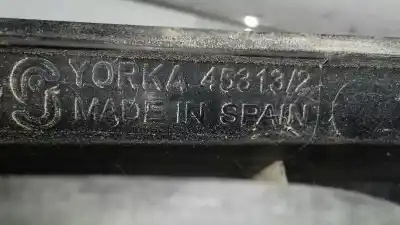 YORKA 45313/2
MADE IN SPAIN